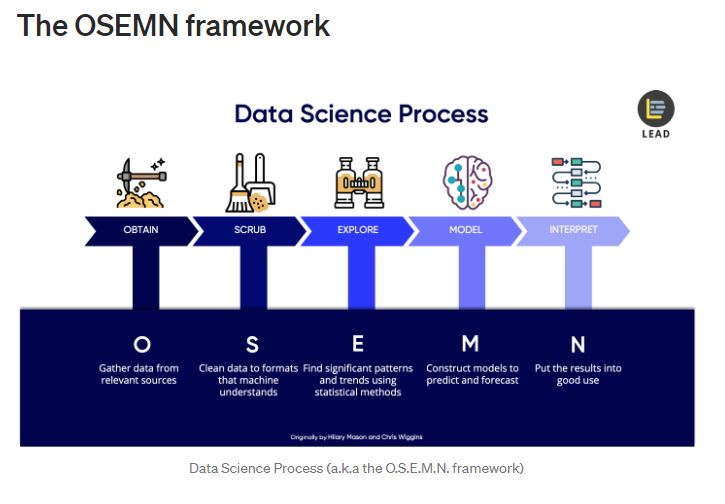 The OSEMN framework
Data Science Process
LEAD
OBTAIN
SCRUB
EXPLORE
MODEL
INTERPRET
O
Gather data from
relevant sources
S
Clean data to formats
that machine
understands
E
Find significant patterns
and trends using
statistical methods
M
Construct models to
predict and forecast
N
Put the results into
good use
Originally by Hilary Mason and Chris Wiggins
Data Science Process (a.k.a the O.S.E.M.N. framework)